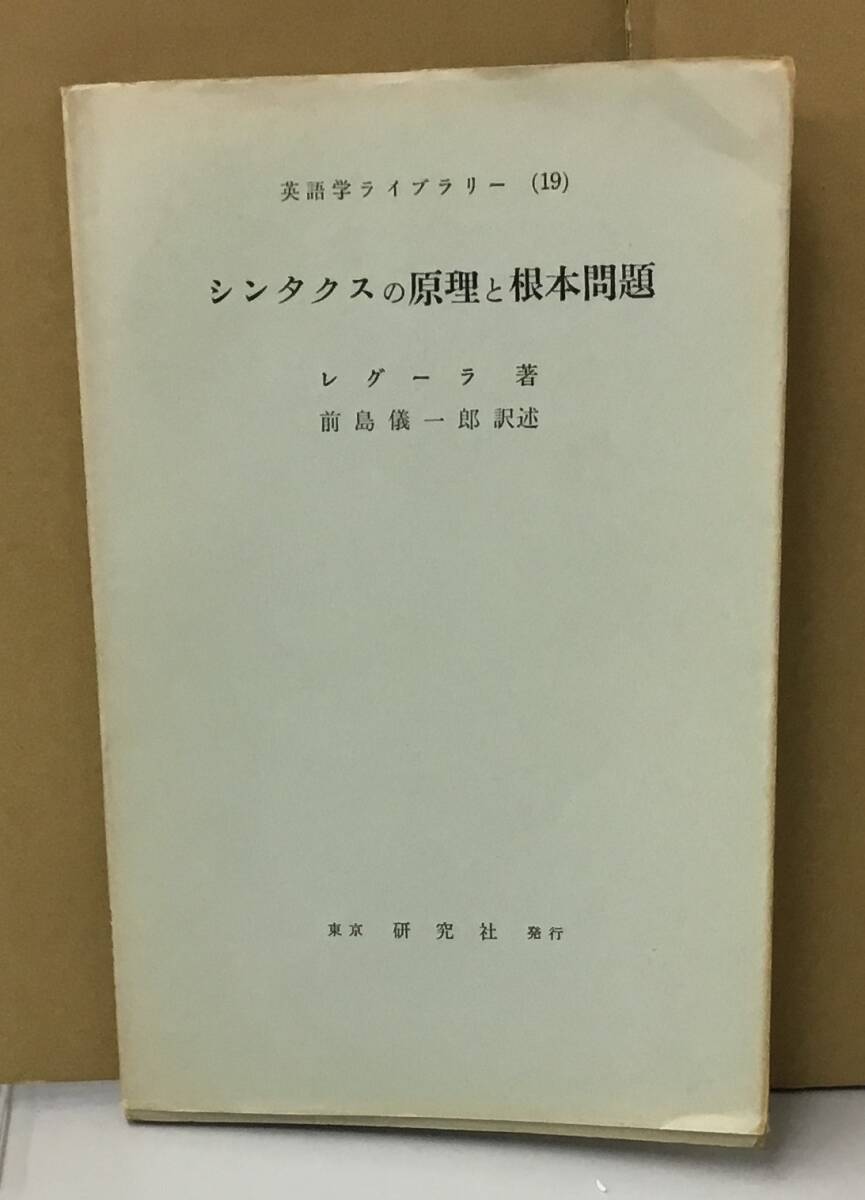 英語学ライブラリー (19)
シンタクスの原理と根本問題
レグーラ 著
前島儀一郎 訳述
東京 研究社 発行